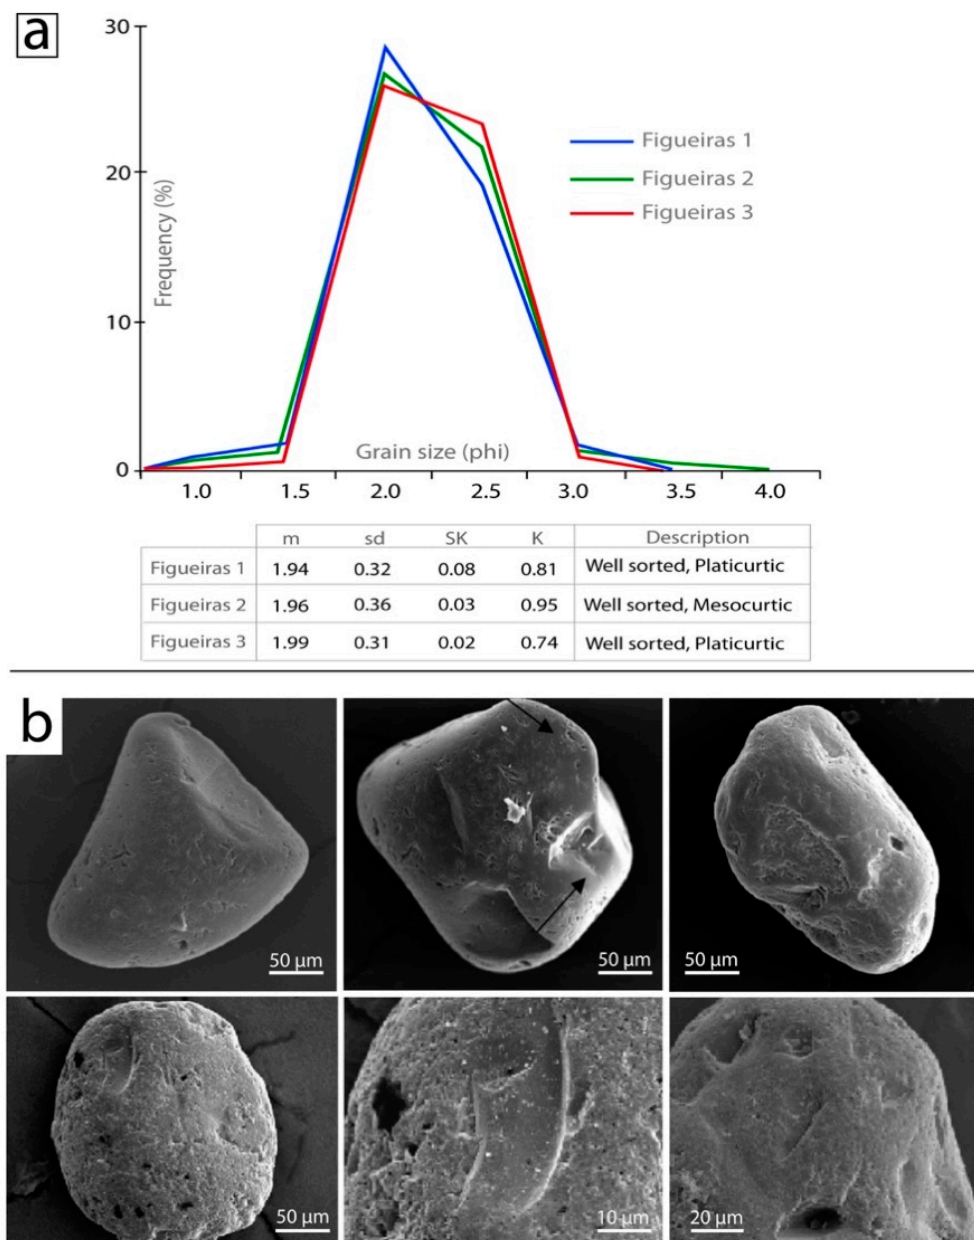 a
30
20
10
0
Frequency (%)
Figueiras 1
Figueiras 2
Figueiras 3
Grain size (phi)
1.0 1.5 2.0 2.5 3.0 3.5 4.0
m sd SK K Description
Figueiras 1 1.94 0.32 0.08 0.81 Well sorted, Platicurtic
Figueiras 2 1.96 0.36 0.03 0.95 Well sorted, Mesocurtic
Figueiras 3 1.99 0.31 0.02 0.74 Well sorted, Platicurtic
b
50 µm 50 µm 50 µm
50 µm 10 µm 20 µm